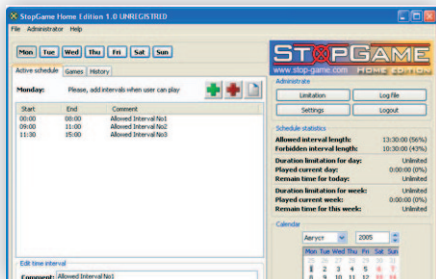 StopGame Home Edition 1.0 UNREGISTRED
File Administrator Help
Mon Tue Wed Thu Fri Sat Sun
Active schedule Games History
Monday: Please, add intervals when user can play
Start End Comment
00:00 08:00 Allowed Interval No1
09:00 11:00 Allowed Interval No2
11:30 15:00 Allowed Interval No3
Edit time interval
Comment: Allowed Interval No1
STOPGAME
www.stop-game.com HOME EDITION
Administrate
Limitation Log file
Settings Logout
Schedule statistics
Allowed interval length: 13:30:00 (56%)
Forbidden interval length: 10:30:00 (43%)
Duration limitation for day: Unlimited
Played current day: 0:00:00 (0%)
Remain time for today: Unlimited
Duration limitation for week: Unlimited
Played current week: 0:00:00 (0%)
Remain time for this week: Unlimited
Calendar
Август 2005
Mon Tue Wed Thu Fri Sat Sun
25 26 27 28 29 30 31
1 2 3 4 5 6 7
8 9 10 11 12 13 14